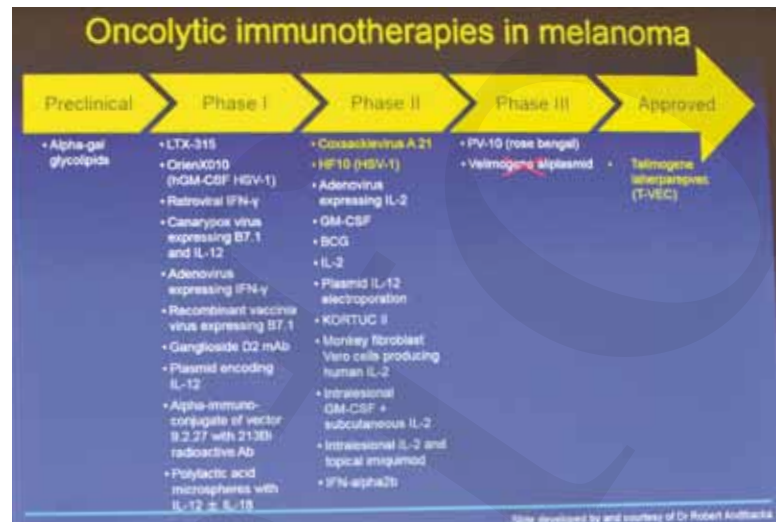 Oncolytic immunotherapies in melanoma
Preclinical
Phase I
Phase II
Phase III
Approved
• Alpha-gal
glycolipids
• LTX-315
• OrienX010
(hGM-CSF HSV-1)
• Retroviral IFN-γ
• Canarypox virus
expressing B7.1
and IL-12
• Adenovirus
expressing IFN-γ
• Recombinant vaccinia
virus expressing B7.1
• Ganglioside D2 mAb
• Plasmid encoding
IL-12
• Alpha-immuno-
conjugate of vector
9.2.27 with 213Bi
radioactive Ab
• Polylactic acid
microspheres with
IL-12 ± IL-18
• Coxsackievirus A 21
• HF10 (HSV-1)
• Adenovirus
expressing IL-2
• GM-CSF
• BCG
• IL-2
• Plasmid IL-12
electroporation
• KORTUC II
• Monkey fibroblast
Vero cells producing
human IL-2
• Intralesional
GM-CSF +
subcutaneous IL-2
• Intralesional IL-2 and
topical imiquimod
• IFN-alpha2b
• PV-10 (rose bengal)
• Velimogene aliplasmid
• Talimogene
laherparepvec
(T-VEC)
Slide developed by and courtesy of Dr Robert Andtbacka